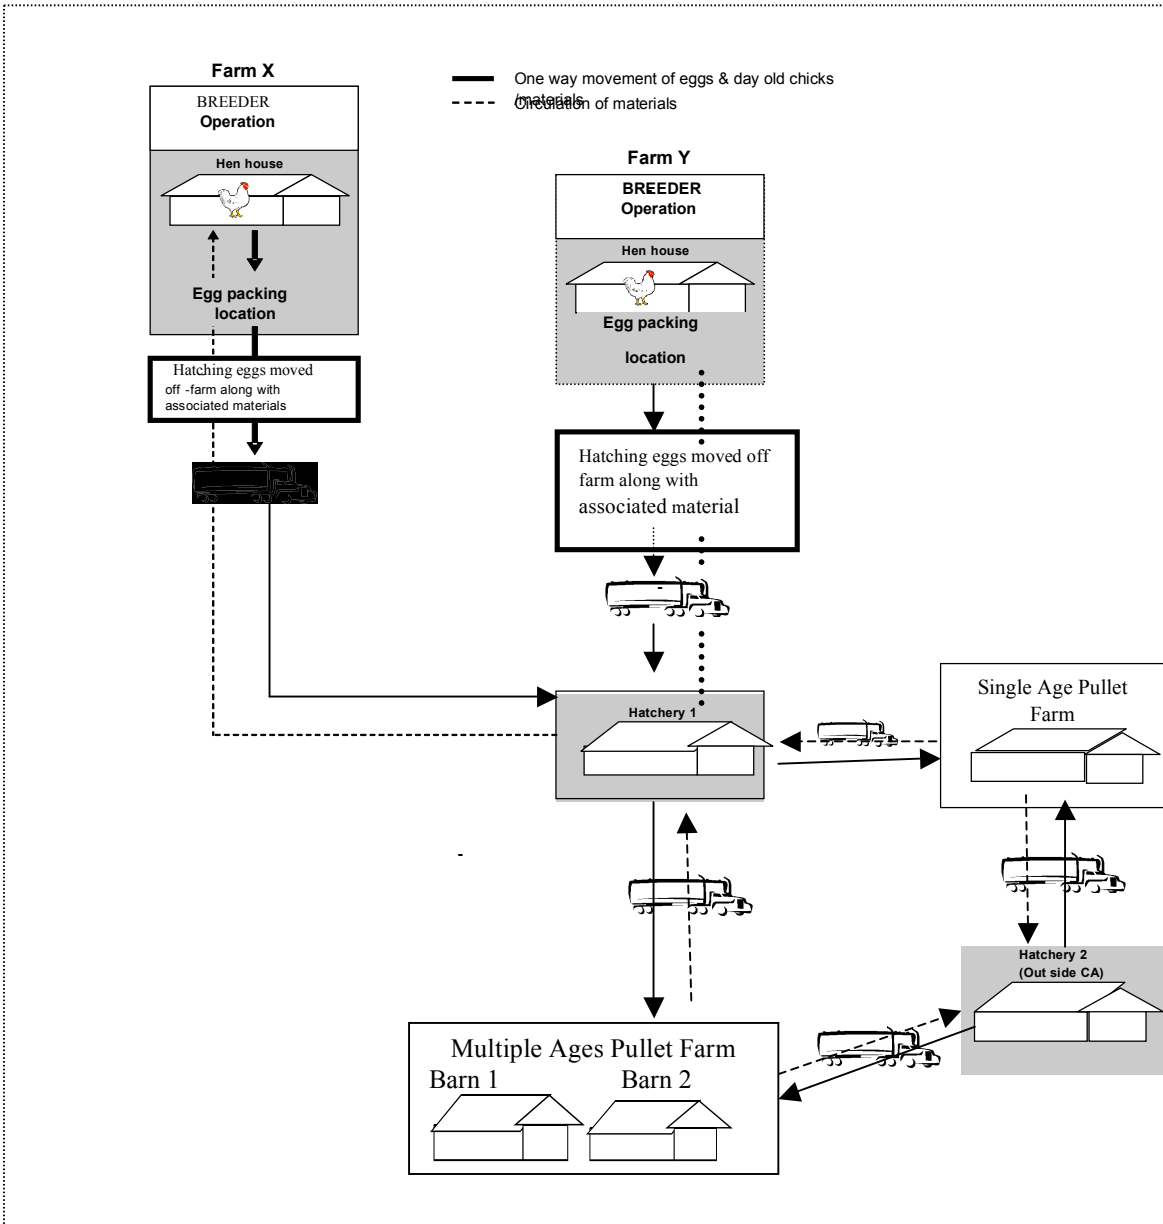 Farm X
BREEDER
Operation
Hen house
Egg packing
location
Hatching eggs moved
off -farm along with
associated materials
One way movement of eggs & day old chicks
/materials
Circulation of materials
Farm Y
BREEDER
Operation
Hen house
Egg packing
location
Hatching eggs moved off
farm along with
associated material
Hatchery 1
Single Age Pullet
Farm
Hatchery 2
(Out side CA)
Multiple Ages Pullet Farm
Barn 1 Barn 2